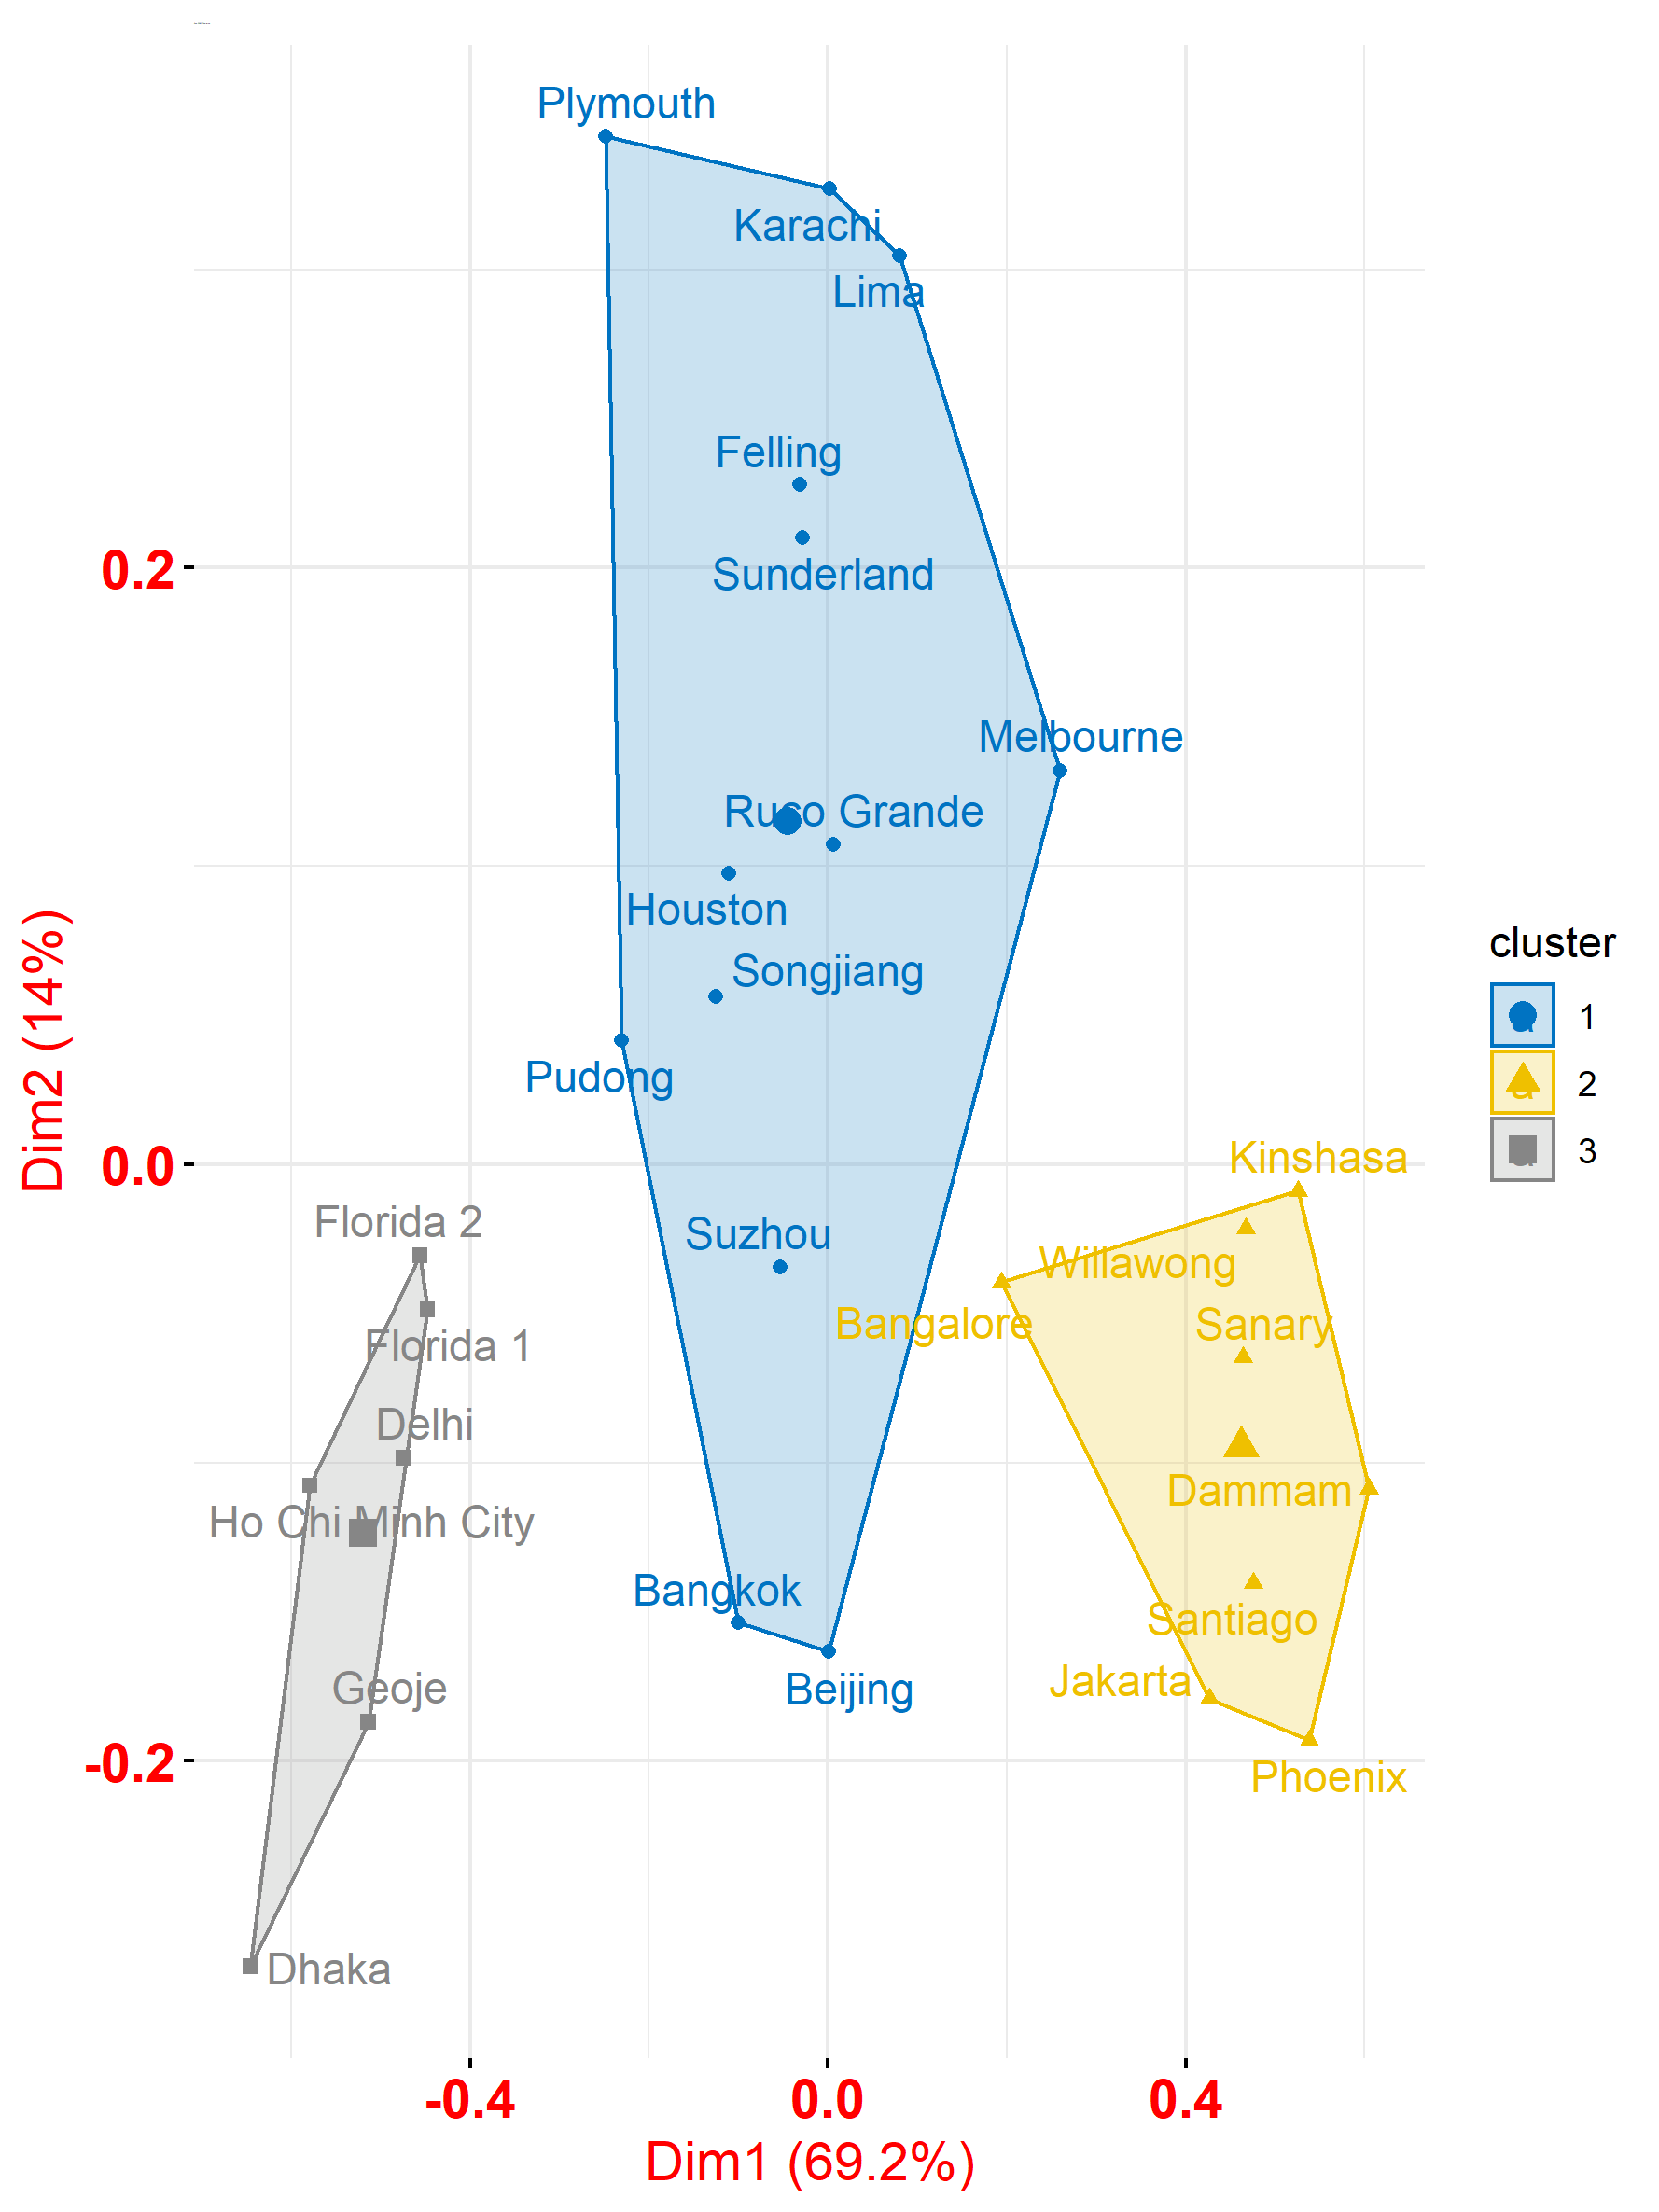 Plymouth
Karachi
Lima
Felling
0.2
Sunderland
Melbourne
Ruco Grande
Houston
Songjiang
Pudong
Dim2 (14%)
cluster
1
2
3
0.0
Kinshasa
Florida 2
Suzhou
Willawong
Bangalore
Sanary
Florida 1
Delhi
Dammam
Ho Chi Minh City
Bangkok
Santiago
Geoje
Beijing
Jakarta
-0.2
Phoenix
Dhaka
-0.4
0.0
0.4
Dim1 (69.2%)